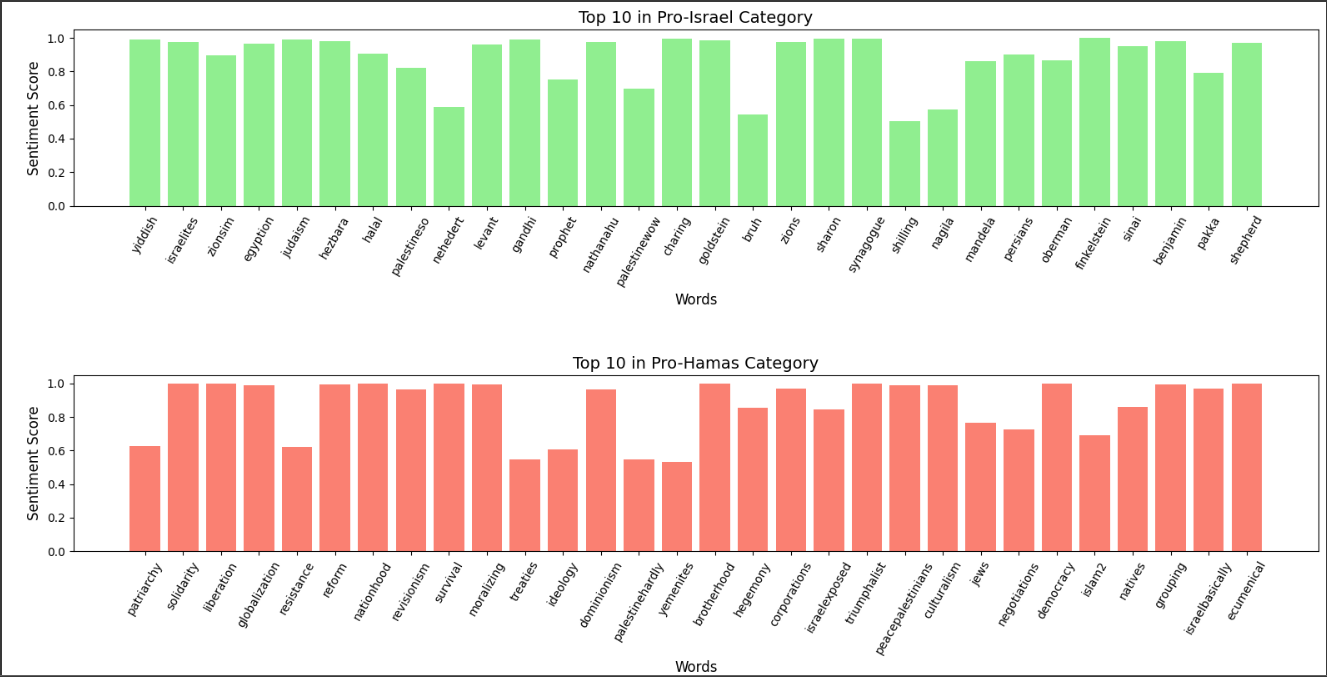 Top 10 in Pro-Israel Category
1.0
0.8
0.6
0.4
0.2
0.0
Sentiment Score
yiddish
israelites
zionsim
egyption
judaism
hezbara
halal
palestineso
nehedert
levant
gandhi
prophet
nathanahu
palestinewow
charing
goldstein
bruh
zions
sharon
synagogue
shilling
nagila
mandela
persians
oberman
finkelstein
sinai
benjamin
pakka
shepherd
Words
Top 10 in Pro-Hamas Category
1.0
0.8
0.6
0.4
0.2
0.0
Sentiment Score
patriarchy
solidarity
liberation
globalization
resistance
reform
nationhood
revisionism
survival
moralizing
treaties
ideology
dominionism
palestinehardly
yemenites
brotherhood
hegemony
corporations
israelexposed
triumphalist
peacepalestinians
culturalism
jews
negotiations
democracy
islam2
natives
grouping
israelbasically
ecumenical
Words